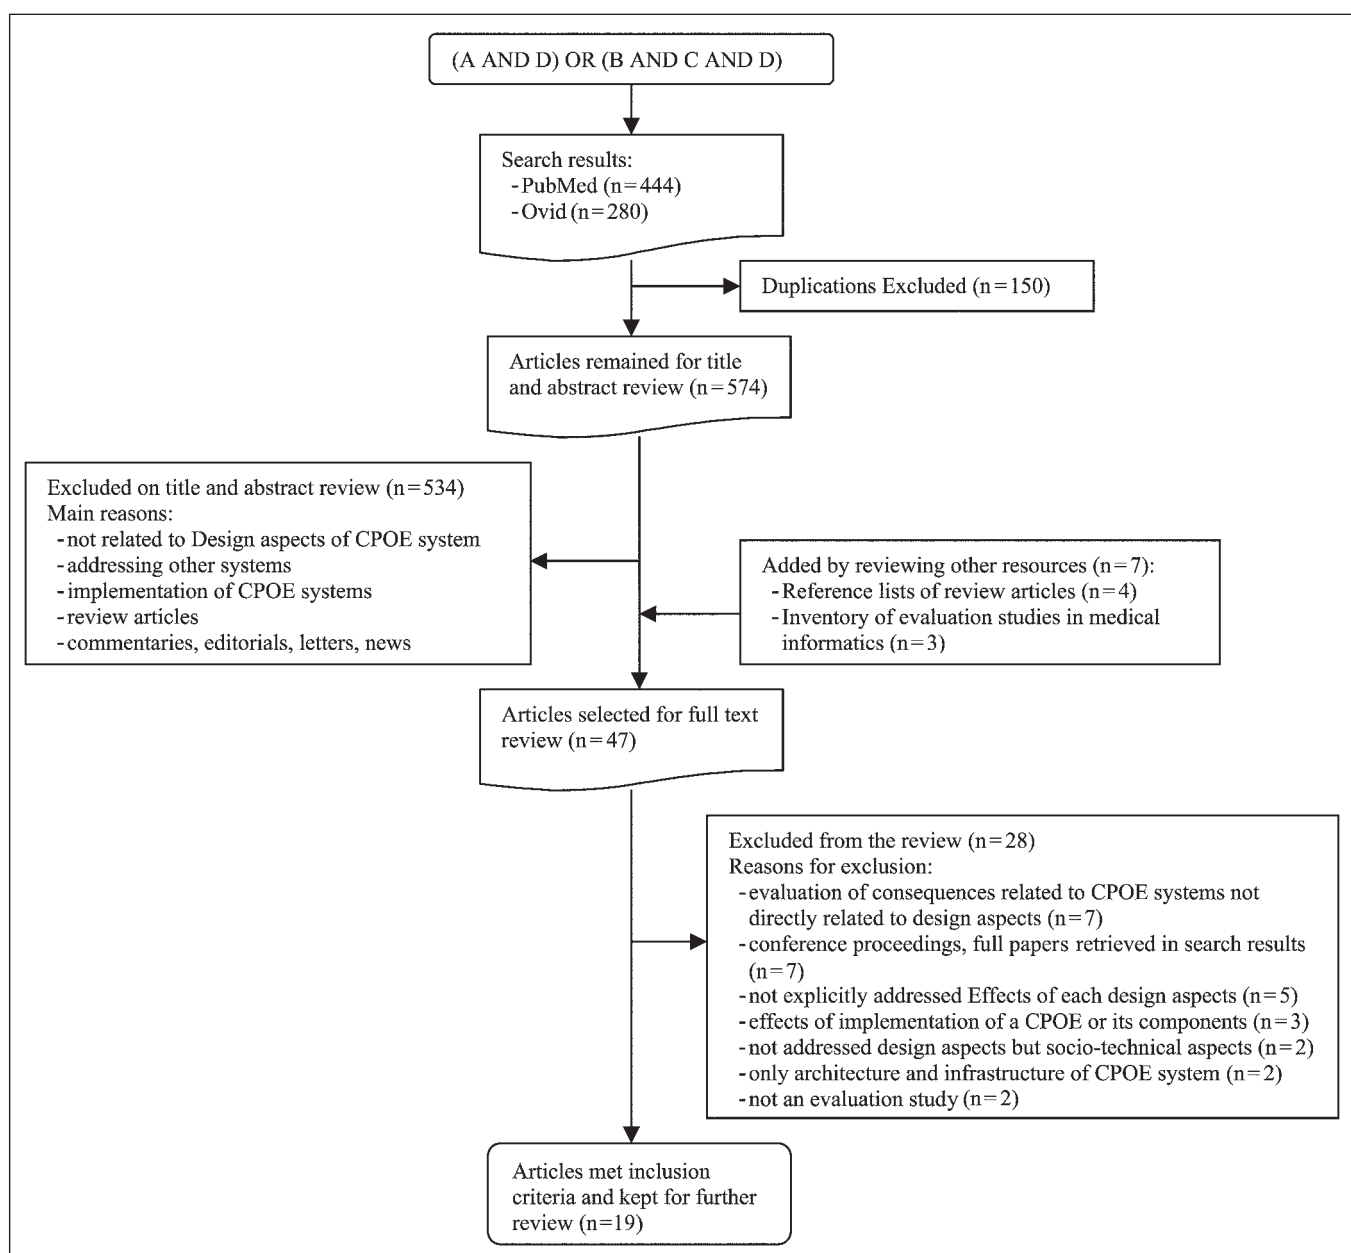 (A AND D) OR (B AND C AND D)
Search results:
-PubMed (n=444)
-Ovid (n=280)
Duplications Excluded (n=150)
Articles remained for title
and abstract review (n=574)
Excluded on title and abstract review (n=534)
Main reasons:
-not related to Design aspects of CPOE system
-addressing other systems
-implementation of CPOE systems
-review articles
-commentaries, editorials, letters, news
Added by reviewing other resources (n=7):
-Reference lists of review articles (n=4)
-Inventory of evaluation studies in medical
informatics (n=3)
Articles selected for full text
review (n=47)
Excluded from the review (n=28)
Reasons for exclusion:
-evaluation of consequences related to CPOE systems not
directly related to design aspects (n=7)
-conference proceedings, full papers retrieved in search results
(n=7)
-not explicitly addressed Effects of each design aspects (n=5)
-effects of implementation of a CPOE or its components (n=3)
-not addressed design aspects but socio-technical aspects (n=2)
-only architecture and infrastructure of CPOE system (n=2)
-not an evaluation study (n=2)
Articles met inclusion
criteria and kept for further
review (n=19)